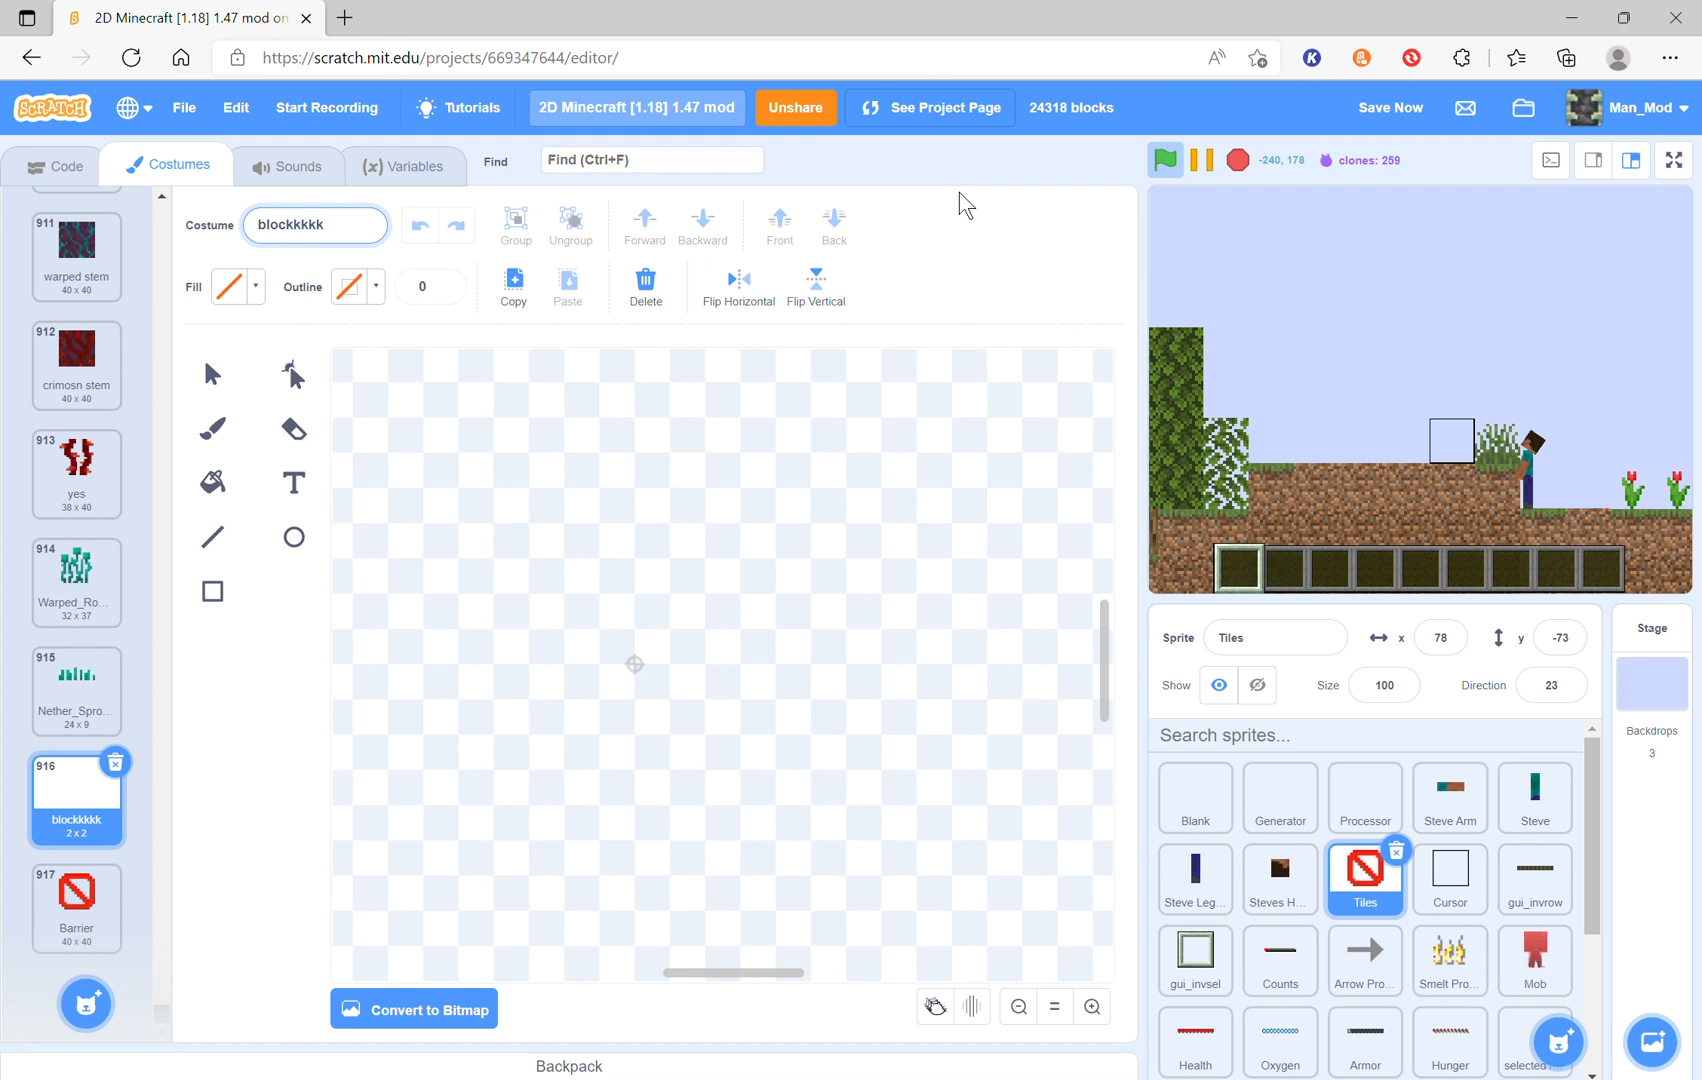 2D Minecraft [1.18] 1.47 mod on
https://scratch.mit.edu/projects/669347644/editor/
SCRATCH File Edit Start Recording Tutorials 2D Minecraft [1.18] 1.47 mod Unshare See Project Page 24318 blocks Save Now Man_Mod
Code Costumes Sounds (x) Variables Find Find (Ctrl+F) -240, 178 clones: 259
911
warped stem
40 x 40
912
crimosn stem
40 x 40
913
yes
38 x 40
914
Warped_Ro...
32 x 37
915
Nether_Spro...
24 x 9
916
blockkkkk
2 x 2
917
Barrier
40 x 40
Costume blockkkkk
Group Ungroup Forward Backward Front Back
Fill Outline 0
Copy Paste Delete Flip Horizontal Flip Vertical
Convert to Bitmap
Backpack
Sprite Tiles x 78 y -73
Show Size 100 Direction 23
Search sprites...
Blank Generator Processor Steve Arm Steve
Steve Leg... Steves H... Tiles Cursor gui_invrow
gui_invsel Counts Arrow Pro... Smelt Pro... Mob
Health Oxygen Armor Hunger selected
Stage
Backdrops
3